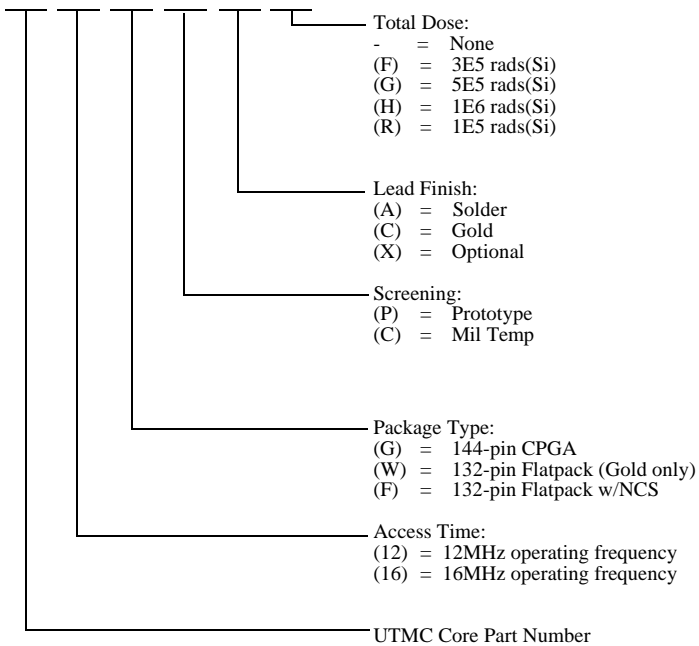 Total Dose:
- = None
(F) = 3E5 rads(Si)
(G) = 5E5 rads(Si)
(H) = 1E6 rads(Si)
(R) = 1E5 rads(Si)
Lead Finish:
(A) = Solder
(C) = Gold
(X) = Optional
Screening:
(P) = Prototype
(C) = Mil Temp
Package Type:
(G) = 144-pin CPGA
(W) = 132-pin Flatpack (Gold only)
(F) = 132-pin Flatpack w/NCS
Access Time:
(12) = 12MHz operating frequency
(16) = 16MHz operating frequency
UTMC Core Part Number